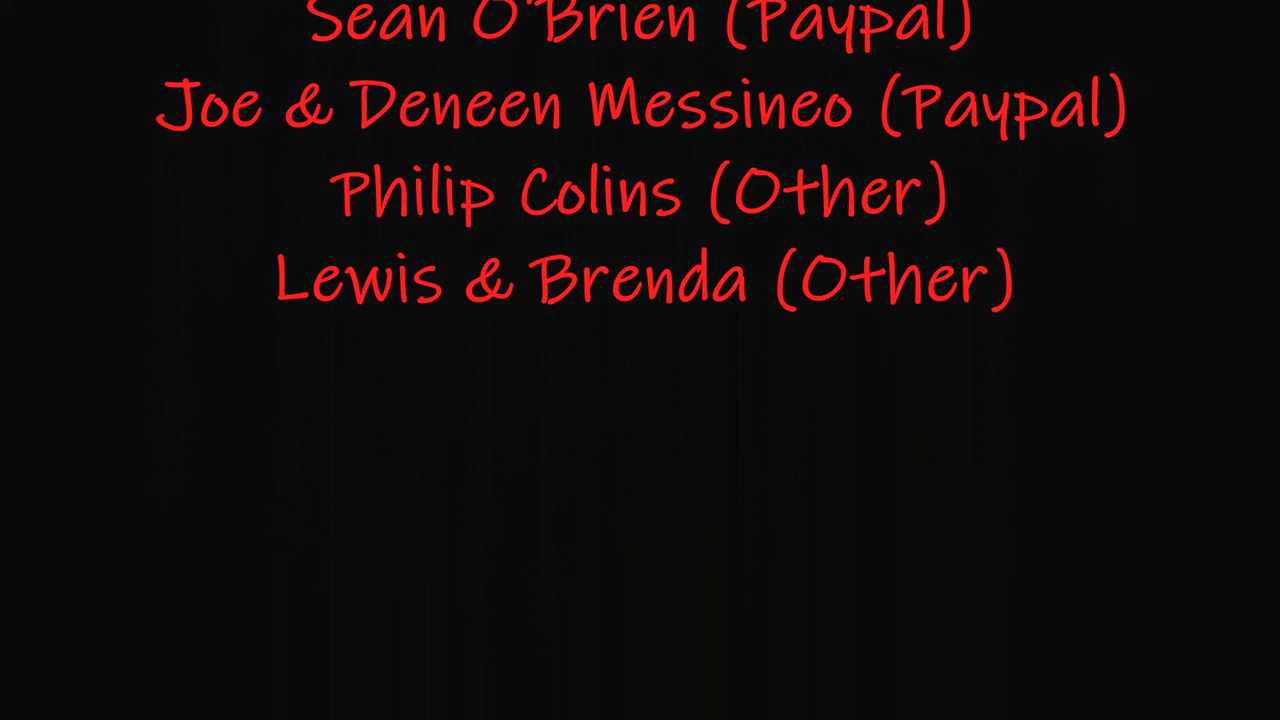 Sean O'Brien (Paypal)
Joe & Deneen Messineo (Paypal)
Philip Colins (Other)
Lewis & Brenda (Other)